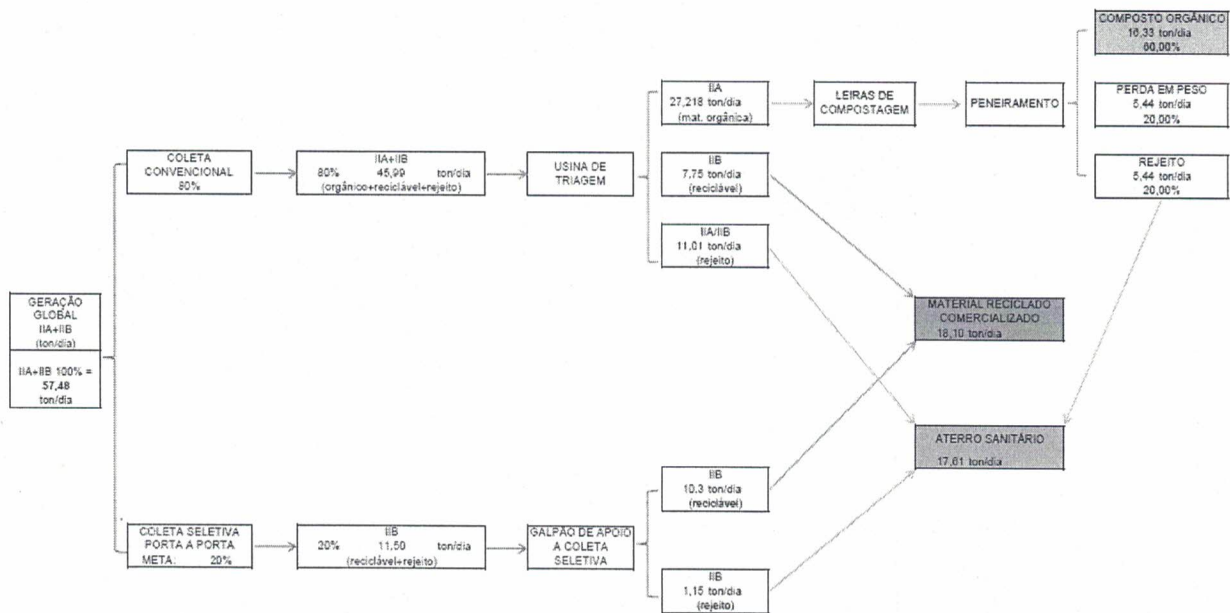 GERAÇÃO
GLOBAL
IIA+IIB
(ton/dia)
IIA+IIB 100% =
57,48
ton/dia
COLETA
CONVENCIONAL
80%
IIA+IIB
80% 45,99 ton/dia
(orgânico+reciclável+rejeito)
USINA DE
TRIAGEM
IIA
27,218 ton/dia
(mat. orgânica)
LEIRAS DE
COMPOSTAGEM
PENEIRAMENTO
COMPOSTO ORGÂNICO
16,33 ton/dia
60,00%
PERDA EM PESO
5,44 ton/dia
20,00%
REJEITO
5,44 ton/dia
20,00%
IIB
7,75 ton/dia
(reciclável)
IIA/IIB
11,01 ton/dia
(rejeito)
MATERIAL RECICLADO
COMERCIALIZADO
18,10 ton/dia
ATERRO SANITÁRIO
17,61 ton/dia
COLETA SELETIVA
PORTA A PORTA
META: 20%
IIB
20% 11,50 ton/dia
(reciclável+rejeito)
GALPÃO DE APOIO
A COLETA
SELETIVA
IIB
10,3 ton/dia
(reciclável)
IIB
1,15 ton/dia
(rejeito)